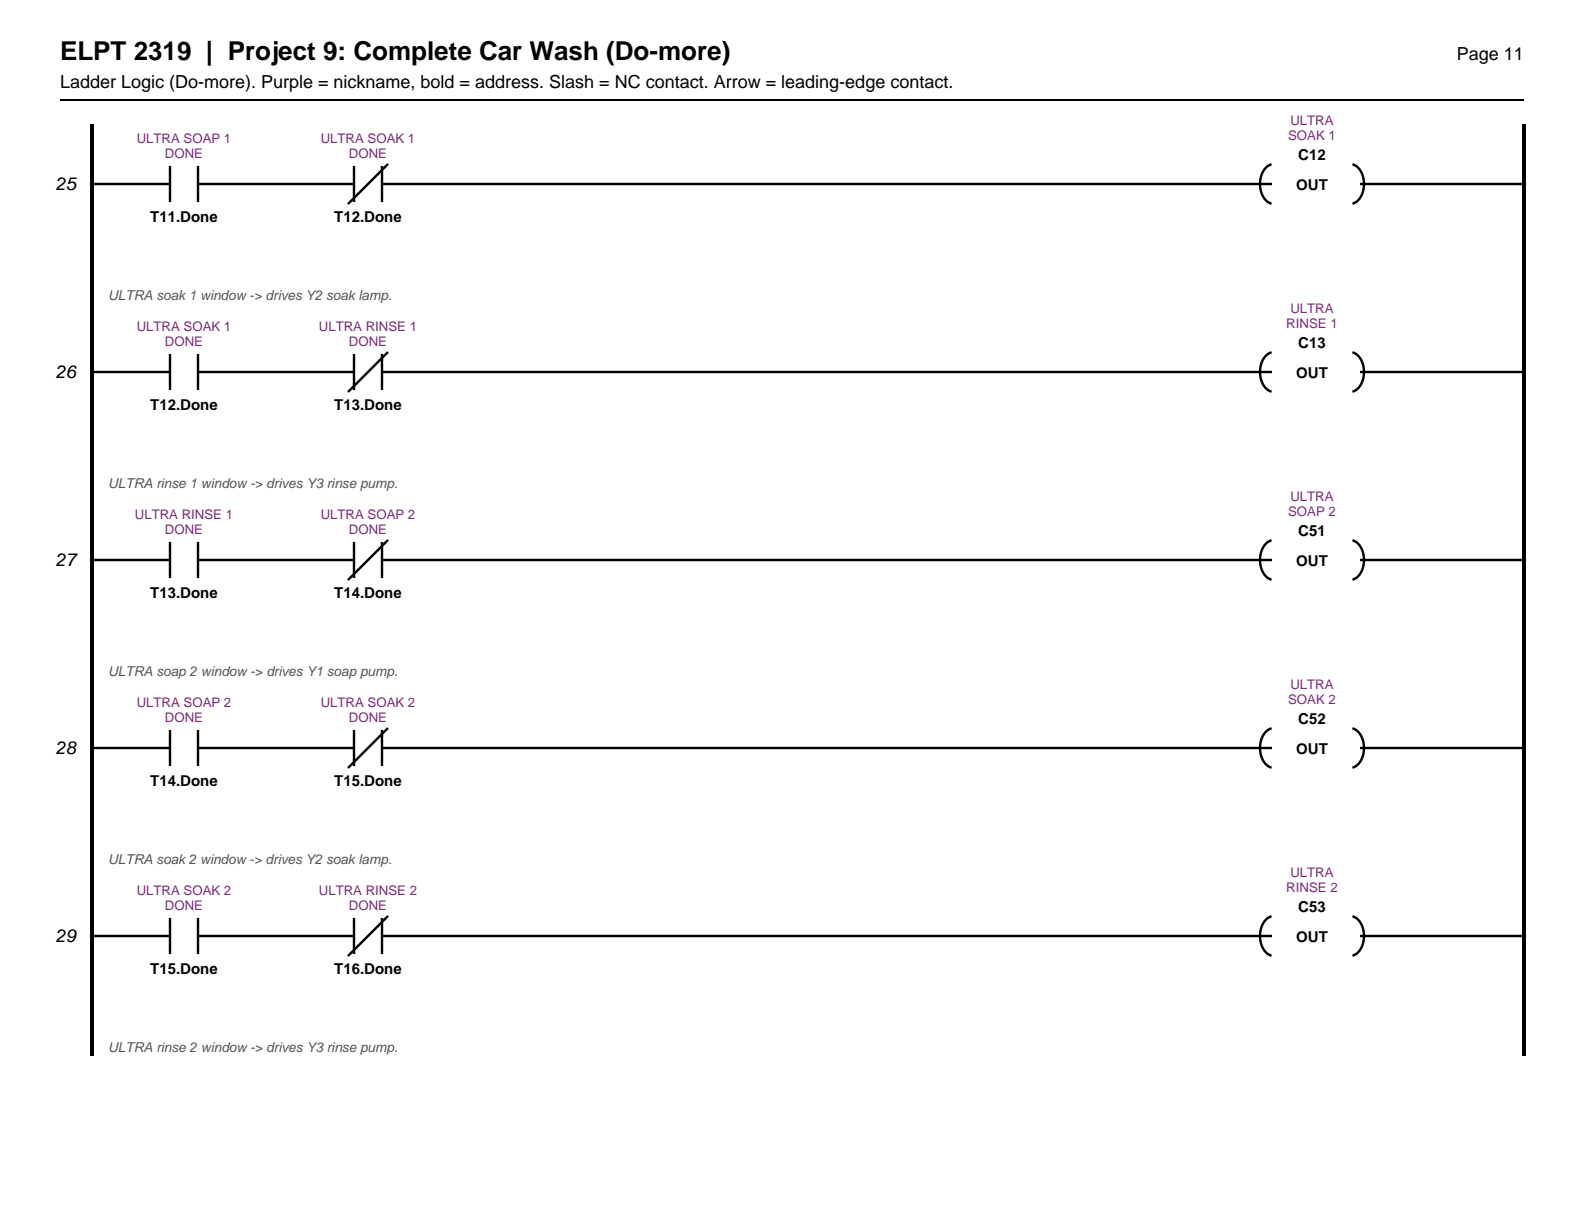 ELPT 2319 | Project 9: Complete Car Wash (Do-more)
Page 11
Ladder Logic (Do-more). Purple = nickname, bold = address. Slash = NC contact. Arrow = leading-edge contact.
ULTRA SOAP 1
DONE
ULTRA SOAK 1
DONE
ULTRA
SOAK 1
C12
25
OUT
T11.Done
T12.Done
ULTRA soak 1 window -> drives Y2 soak lamp.
ULTRA SOAK 1
DONE
ULTRA RINSE 1
DONE
ULTRA
RINSE 1
C13
26
OUT
T12.Done
T13.Done
ULTRA rinse 1 window -> drives Y3 rinse pump.
ULTRA RINSE 1
DONE
ULTRA SOAP 2
DONE
ULTRA
SOAP 2
C51
27
OUT
T13.Done
T14.Done
ULTRA soap 2 window -> drives Y1 soap pump.
ULTRA SOAP 2
DONE
ULTRA SOAK 2
DONE
ULTRA
SOAK 2
C52
28
OUT
T14.Done
T15.Done
ULTRA soak 2 window -> drives Y2 soak lamp.
ULTRA SOAK 2
DONE
ULTRA RINSE 2
DONE
ULTRA
RINSE 2
C53
29
OUT
T15.Done
T16.Done
ULTRA rinse 2 window -> drives Y3 rinse pump.